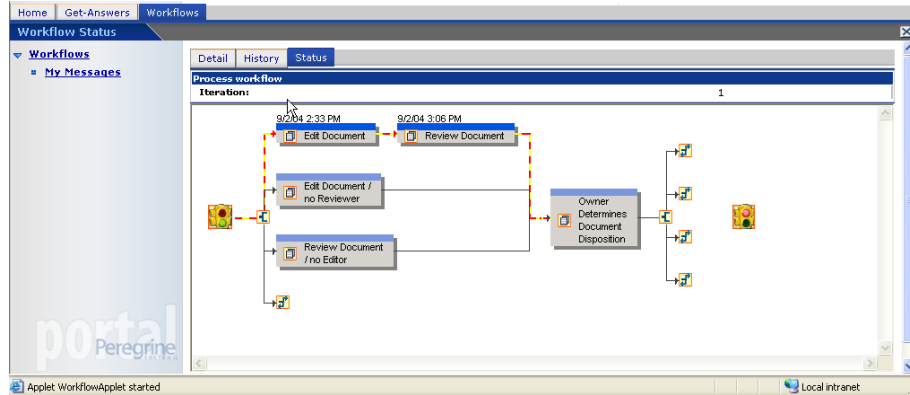 Home Get-Answers Workflows
Workflow Status
Workflows
My Messages
Detail History Status
Process workflow
Iteration: 1
9/2/04 2:33 PM 9/2/04 3:06 PM
Edit Document Review Document
Edit Document /
no Reviewer
Owner
Determines
Document
Disposition
Review Document
/ no Editor
portal
Peregrine
Applet WorkflowApplet started Local intranet